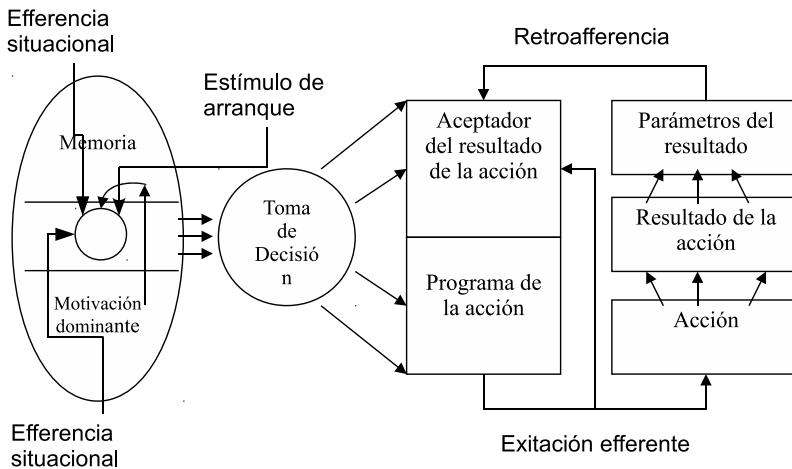 Efferencia
situacional
Estímulo de
arranque
Memoria
Motivación
dominante
Efferencia
situacional
Toma
de
Decisió
n
Retroafferencia
Aceptador
del resultado
de la acción
Programa de
la acción
Parámetros del
resultado
Resultado de la
acción
Acción
Exitación efferente